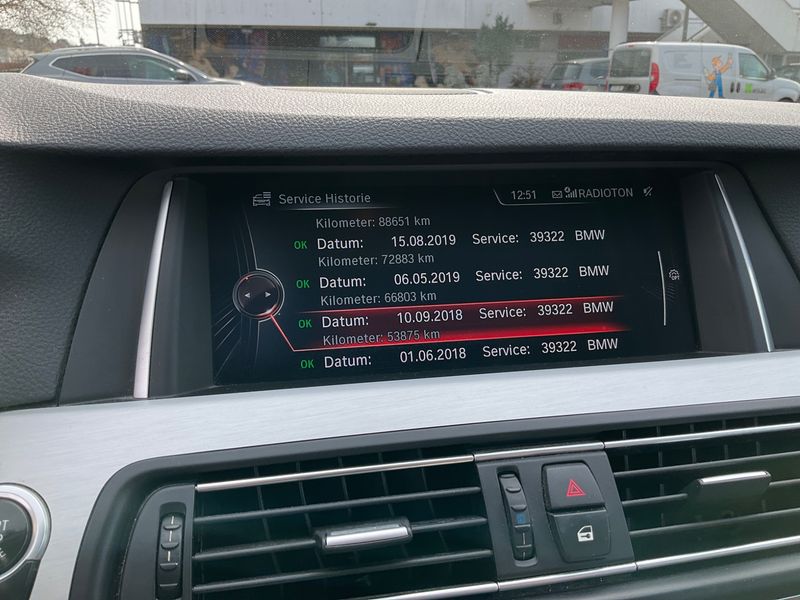 Service Historie
12:51 RADIOTON
Kilometer: 88651 km
OK Datum: 15.08.2019 Service: 39322 BMW
Kilometer: 72883 km
OK Datum: 06.05.2019 Service: 39322 BMW
Kilometer: 66803 km
OK Datum: 10.09.2018 Service: 39322 BMW
Kilometer: 53875 km
OK Datum: 01.06.2018 Service: 39322 BMW